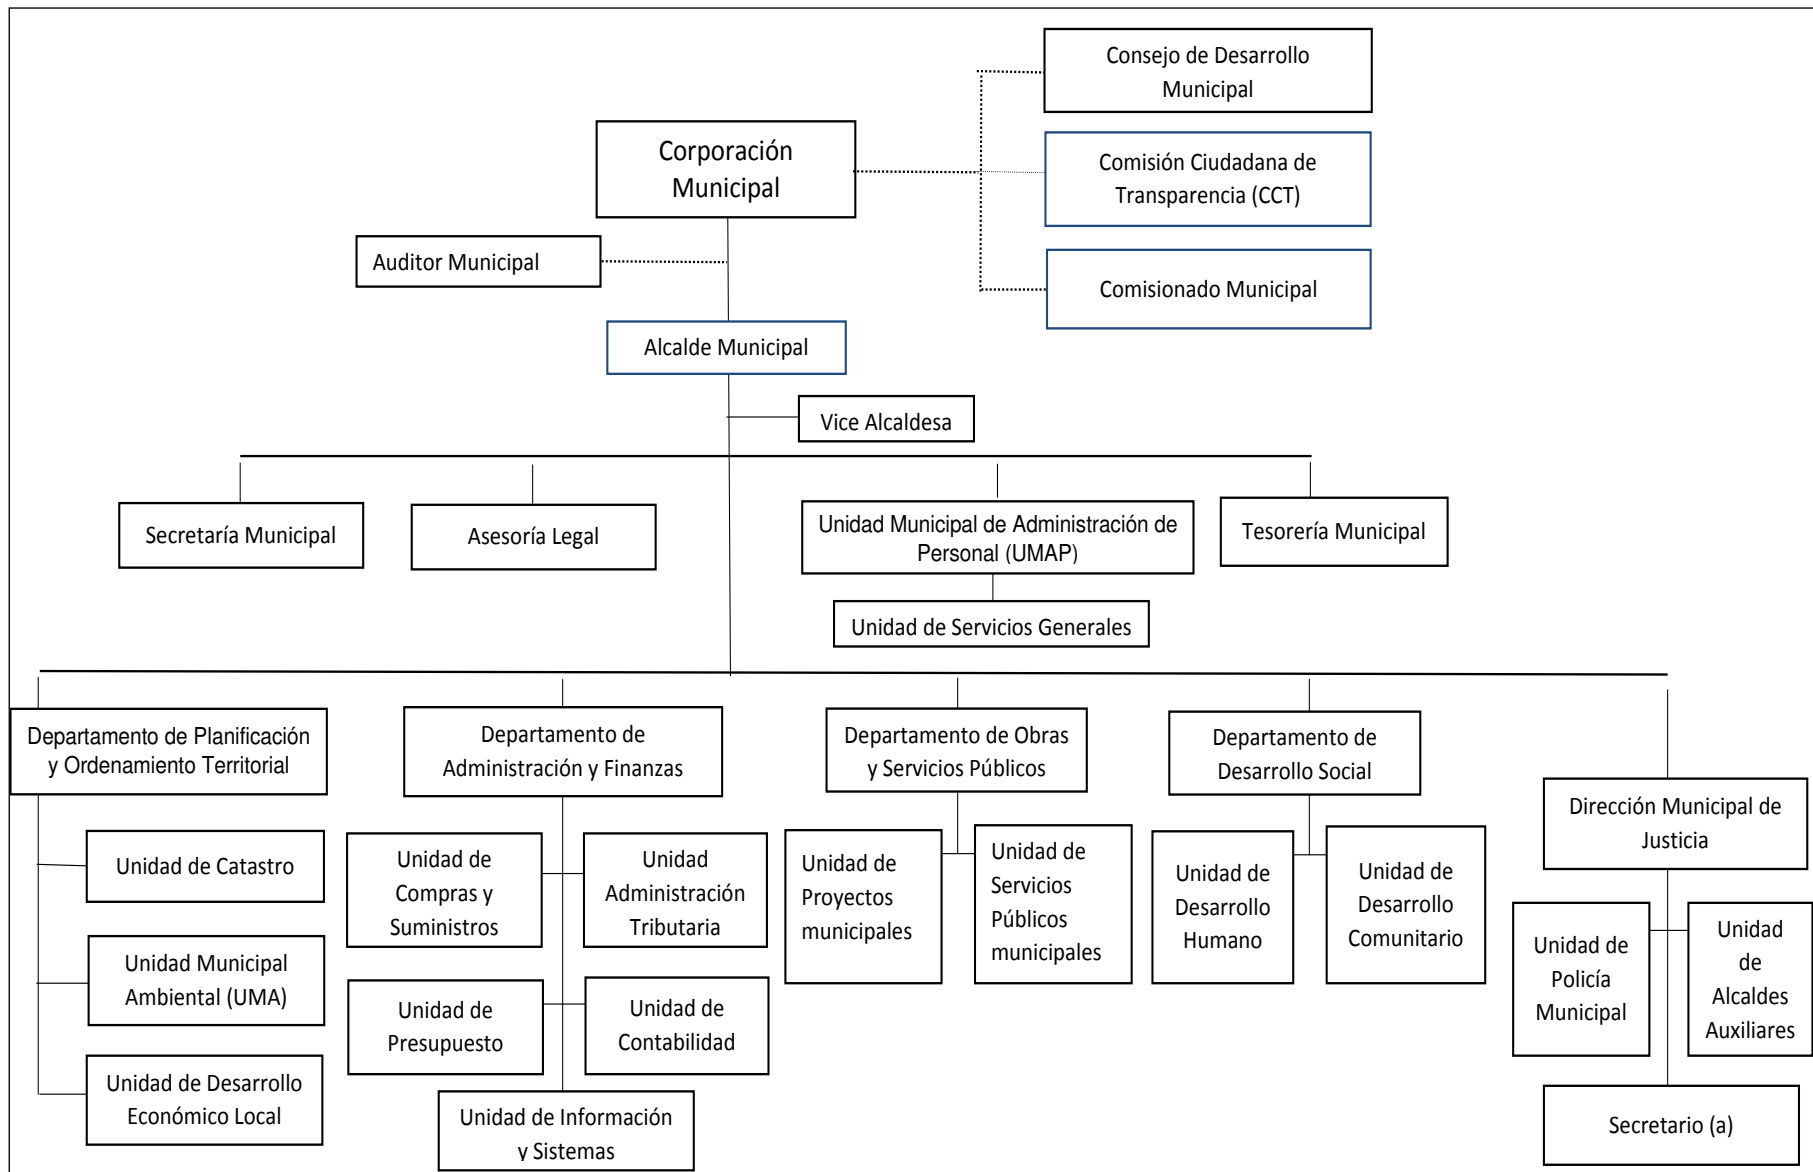 Consejo de Desarrollo
Municipal
Corporación
Municipal
Comisión Ciudadana de
Transparencia (CCT)
Auditor Municipal
Comisionado Municipal
Alcalde Municipal
Vice Alcaldesa
Secretaría Municipal
Asesoría Legal
Unidad Municipal de Administración de
Personal (UMAP)
Tesorería Municipal
Unidad de Servicios Generales
Departamento de Planificación
y Ordenamiento Territorial
Departamento de
Administración y Finanzas
Departamento de Obras
y Servicios Públicos
Departamento de
Desarrollo Social
Dirección Municipal de
Justicia
Unidad de Catastro
Unidad Municipal
Ambiental (UMA)
Unidad de Desarrollo
Económico Local
Unidad de
Compras y
Suministros
Unidad
Administración
Tributaria
Unidad de
Presupuesto
Unidad de
Contabilidad
Unidad de Información
y Sistemas
Unidad de
Proyectos
municipales
Unidad de
Servicios
Públicos
municipales
Unidad de
Desarrollo
Humano
Unidad de
Desarrollo
Comunitario
Unidad de
Policía
Municipal
Unidad
de
Alcaldes
Auxiliares
Secretario (a)